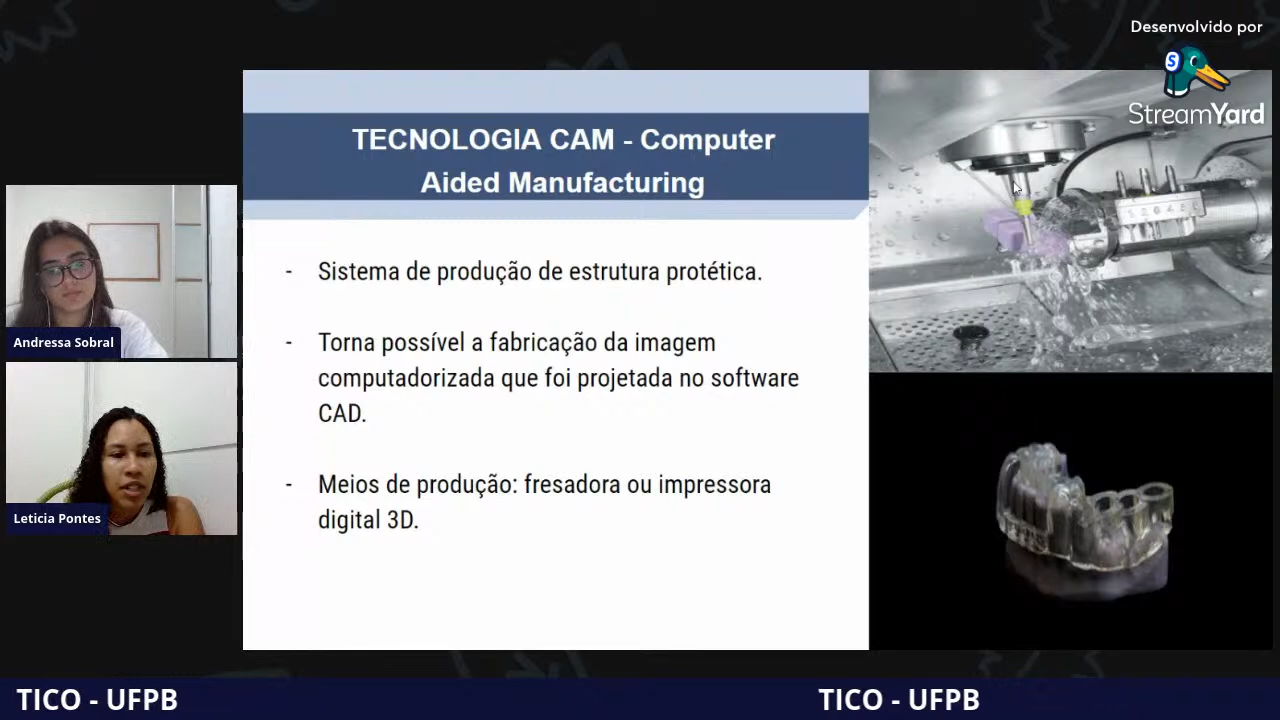 Desenvolvido por
StreamYard
TECNOLOGIA CAM - Computer
Aided Manufacturing
- Sistema de produção de estrutura protética.
- Torna possível a fabricação da imagem
computadorizada que foi projetada no software
CAD.
- Meios de produção: fresadora ou impressora
digital 3D.
Andressa Sobral
Leticia Pontes
TICO - UFPB
TICO - UFPB